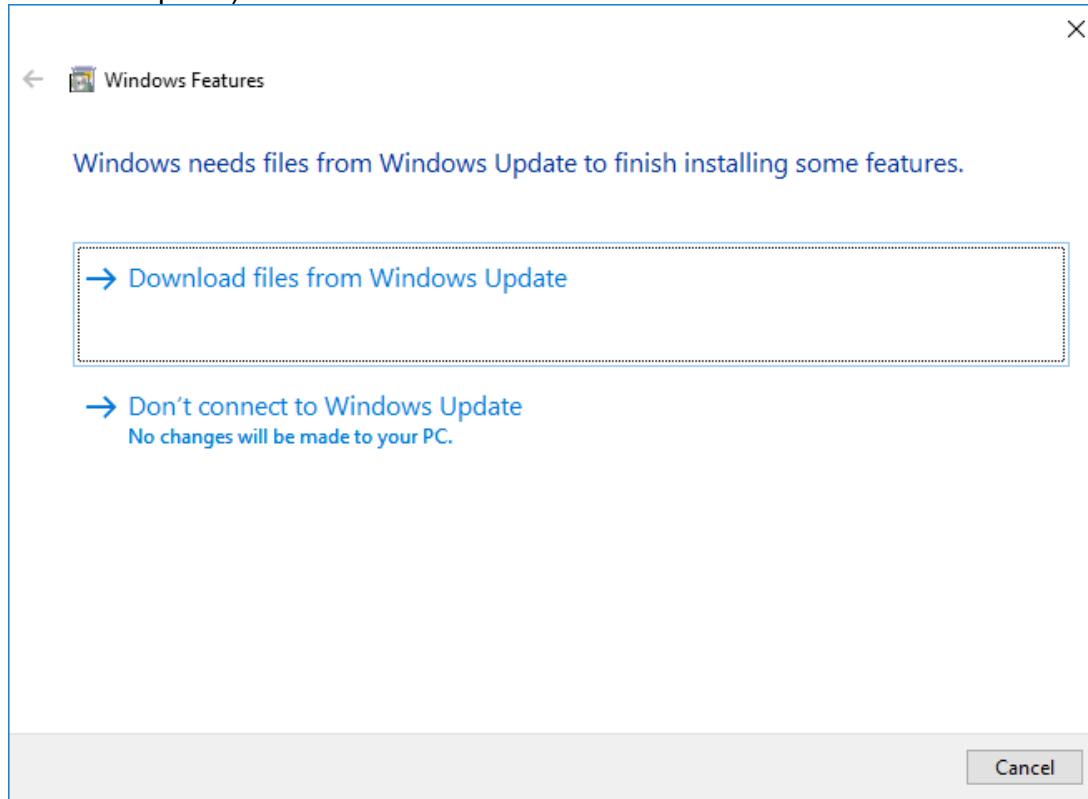 Windows Features
Windows needs files from Windows Update to finish installing some features.
Download files from Windows Update
Don't connect to Windows Update
No changes will be made to your PC.
Cancel